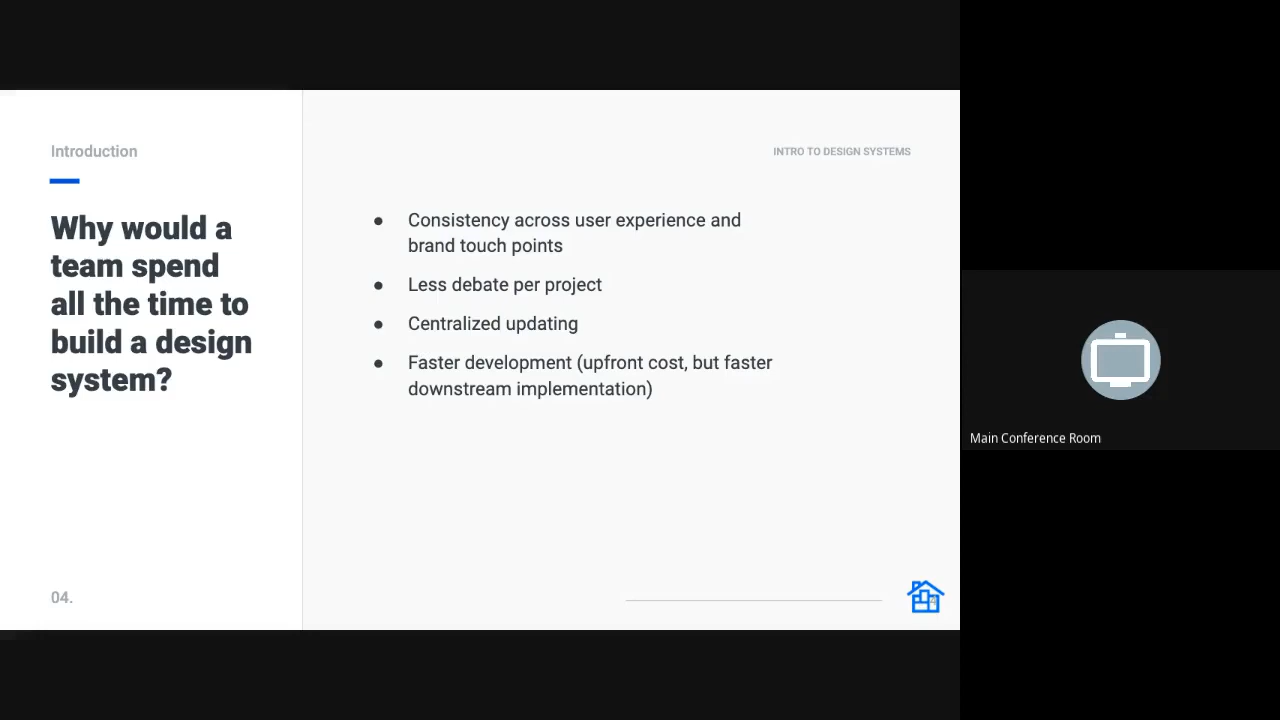 Introduction
Why would a
team spend
all the time to
build a design
system?
04.
INTRO TO DESIGN SYSTEMS
● Consistency across user experience and
brand touch points
● Less debate per project
● Centralized updating
● Faster development (upfront cost, but faster
downstream implementation)
Main Conference Room